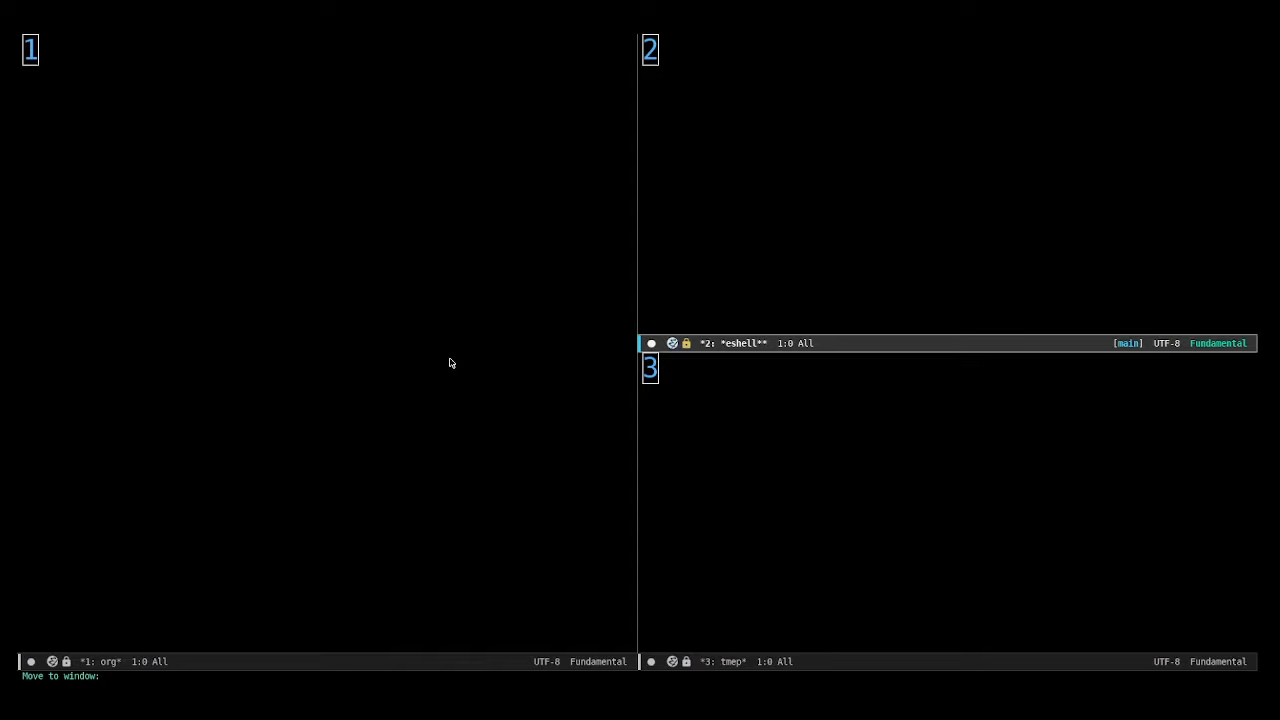 1
2
*2: *eshell** 1:0 All [main] UTF-8 Fundamental
3
*1: org* 1:0 All UTF-8 Fundamental
*3: tmep* 1:0 All UTF-8 Fundamental
Move to window: